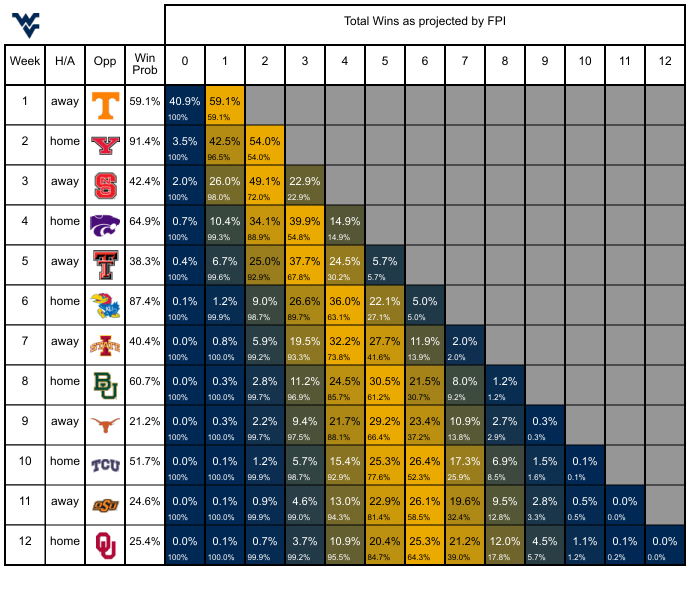 Total Wins as projected by FPI
Week H/A Opp Win Prob 0 1 2 3 4 5 6 7 8 9 10 11 12
1 away T 59.1% 40.9% 59.1%
100% 59.1%
2 home Y 91.4% 3.5% 42.5% 54.0%
100% 96.5% 54.0%
3 away S 42.4% 2.0% 26.0% 49.1% 22.9%
100% 98.0% 72.0% 22.9%
4 home 64.9% 0.7% 10.4% 34.1% 39.9% 14.9%
100% 99.3% 88.9% 54.8% 14.9%
5 away T 38.3% 0.4% 6.7% 25.0% 37.7% 24.5% 5.7%
100% 99.6% 92.9% 67.8% 30.2% 5.7%
6 home KU 87.4% 0.1% 1.2% 9.0% 26.6% 36.0% 22.1% 5.0%
100% 99.9% 98.7% 89.7% 63.1% 27.1% 5.0%
7 away I STATE 40.4% 0.0% 0.8% 5.9% 19.5% 32.2% 27.7% 11.9% 2.0%
100% 100.0% 99.2% 93.3% 73.8% 41.6% 13.9% 2.0%
8 home BU 60.7% 0.0% 0.3% 2.8% 11.2% 24.5% 30.5% 21.5% 8.0% 1.2%
100% 100.0% 99.7% 96.9% 85.7% 61.2% 30.7% 9.2% 1.2%
9 away 21.2% 0.0% 0.3% 2.2% 9.4% 21.7% 29.2% 23.4% 10.9% 2.7% 0.3%
100% 100.0% 99.7% 97.5% 88.1% 66.4% 37.2% 13.8% 2.9% 0.3%
10 home TCU 51.7% 0.0% 0.1% 1.2% 5.7% 15.4% 25.3% 26.4% 17.3% 6.9% 1.5% 0.1%
100% 100.0% 99.9% 98.7% 92.9% 77.6% 52.3% 25.9% 8.5% 1.6% 0.1%
11 away OSU 24.6% 0.0% 0.1% 0.9% 4.6% 13.0% 22.9% 26.1% 19.6% 9.5% 2.8% 0.5% 0.0%
100% 100.0% 99.9% 99.0% 94.3% 81.4% 58.5% 32.4% 12.8% 3.3% 0.5% 0.0%
12 home OU 25.4% 0.0% 0.1% 0.7% 3.7% 10.9% 20.4% 25.3% 21.2% 12.0% 4.5% 1.1% 0.1% 0.0%
100% 100.0% 99.9% 99.2% 95.5% 84.7% 64.3% 39.0% 17.8% 5.7% 1.2% 0.2% 0.0%